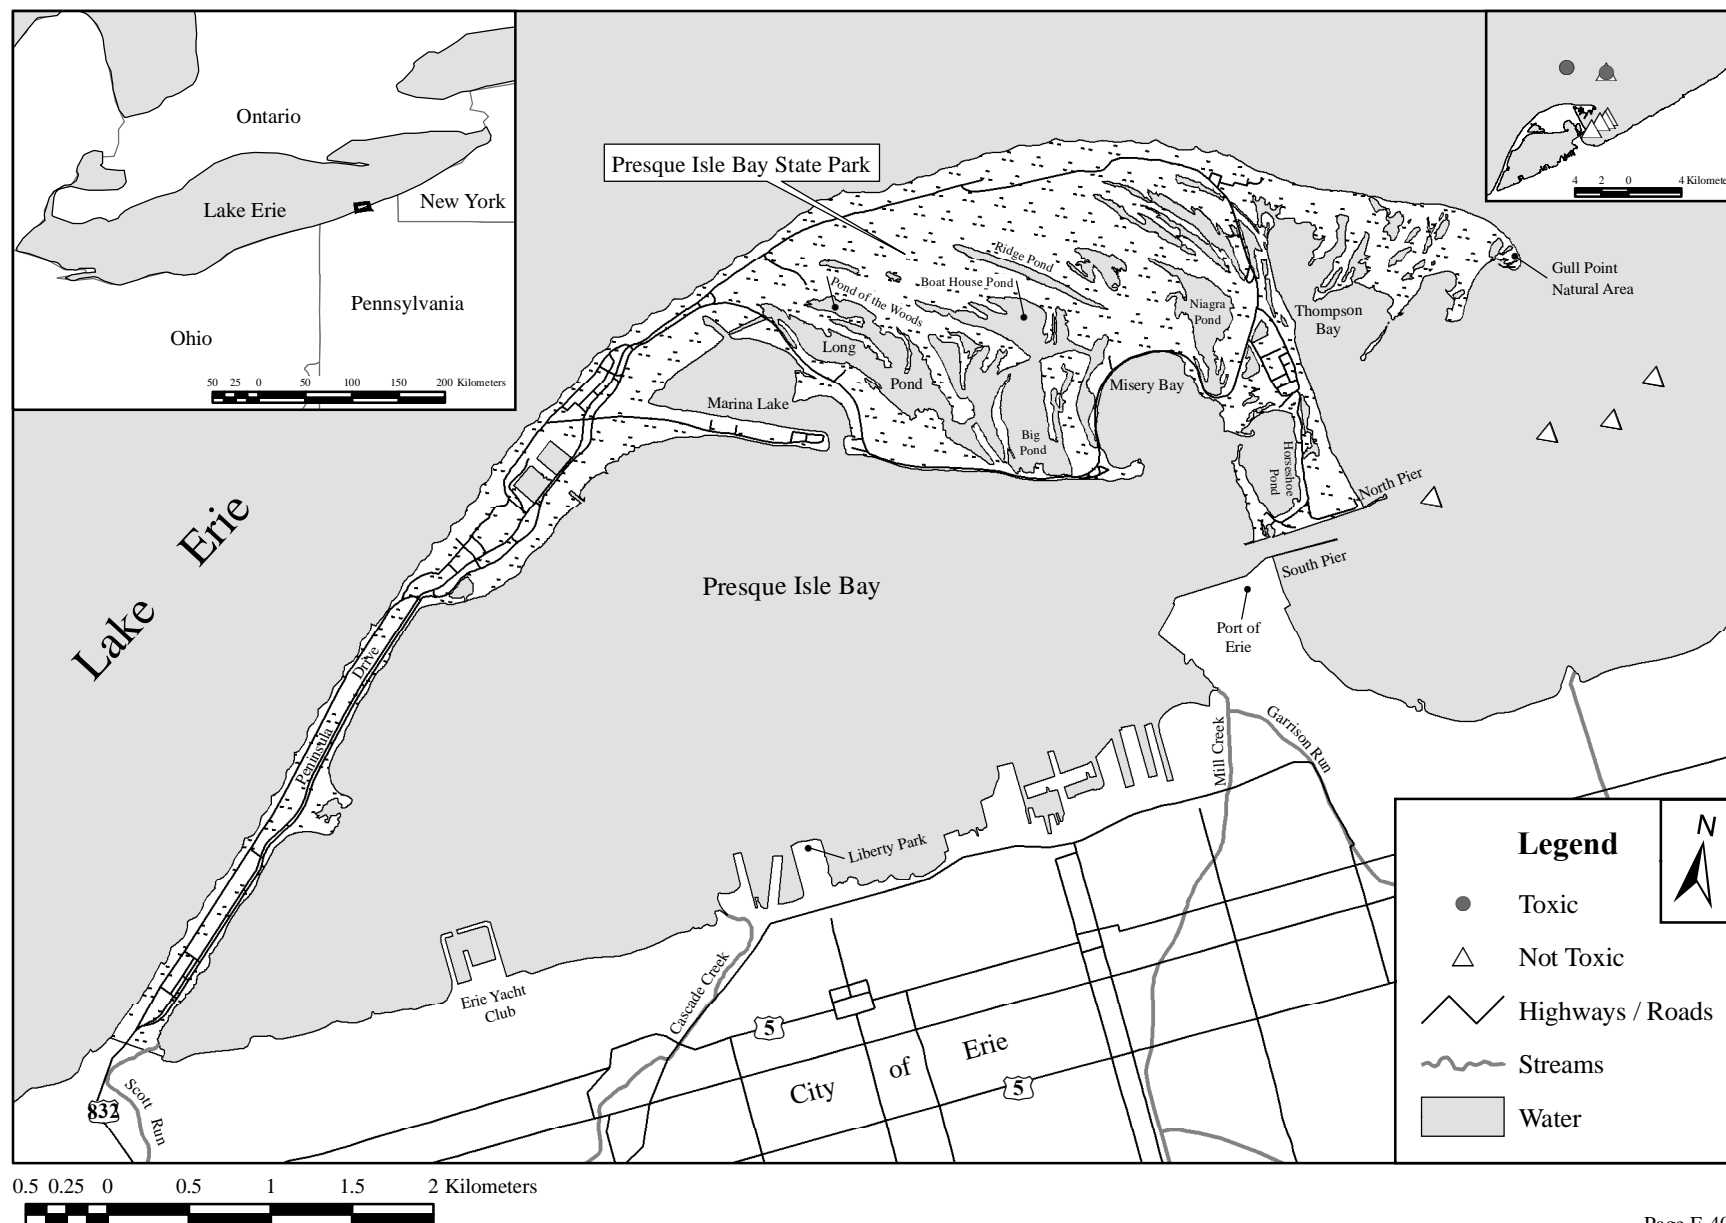 Ontario
Lake Erie
New York
Pennsylvania
Ohio
50 25 0 50 100 150 200 Kilometers
4 2 0 4 Kilomete
Presque Isle Bay State Park
Ridge Pond
Boat House Pond
Pond of the Woods
Niagra
Pond
Thompson
Bay
Gull Point
Natural Area
Long
Pond
Misery Bay
Marina Lake
Big
Pond
Horseshoe
Pond
North Pier
South Pier
Lake Erie
Presque Isle Bay
Port of
Erie
Peninsula Drive
Mill Creek
Garrison Run
Liberty Park
Cascade Creek
Erie Yacht
Club
5
City of Erie
5
Scott Run
832
N
Legend
Toxic
Not Toxic
Highways / Roads
Streams
Water
0.5 0.25 0 0.5 1 1.5 2 Kilometers